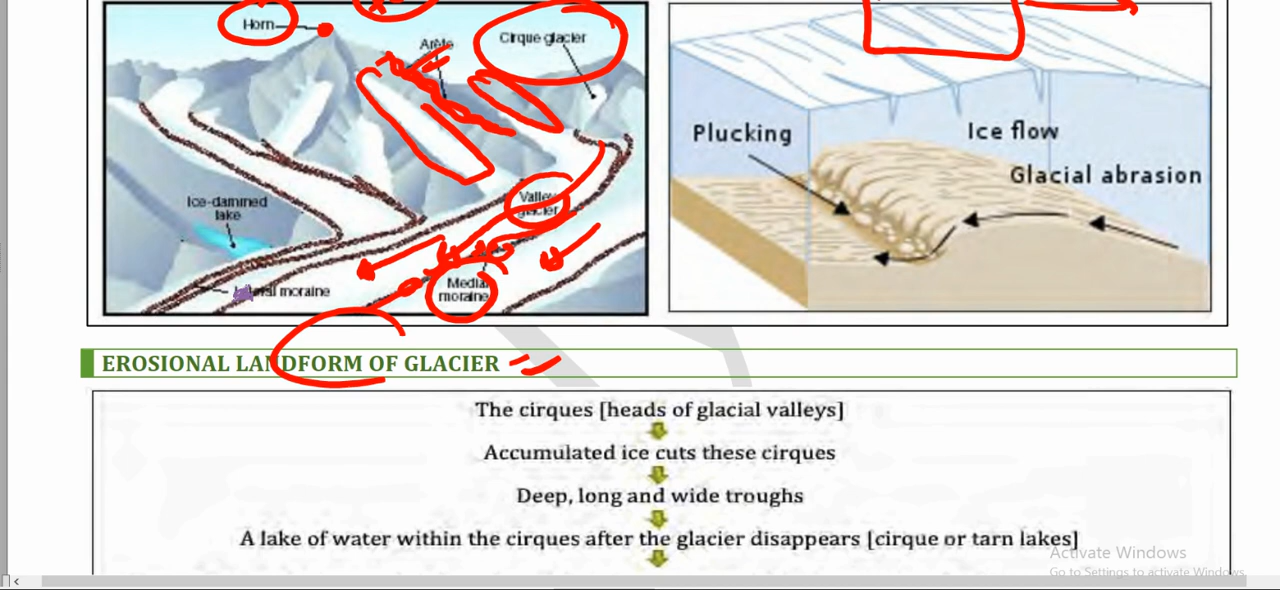 Horn
Arête
Cirque glacier
Ice-dammed
lake
Valley
glacier
Lateral moraine
Medial
moraine
Plucking
Ice flow
Glacial abrasion
EROSIONAL LANDFORM OF GLACIER
The cirques [heads of glacial valleys]
Accumulated ice cuts these cirques
Deep, long and wide troughs
A lake of water within the cirques after the glacier disappears [cirque or tarn lakes]
Activate Windows
Go to Settings to activate Windows.